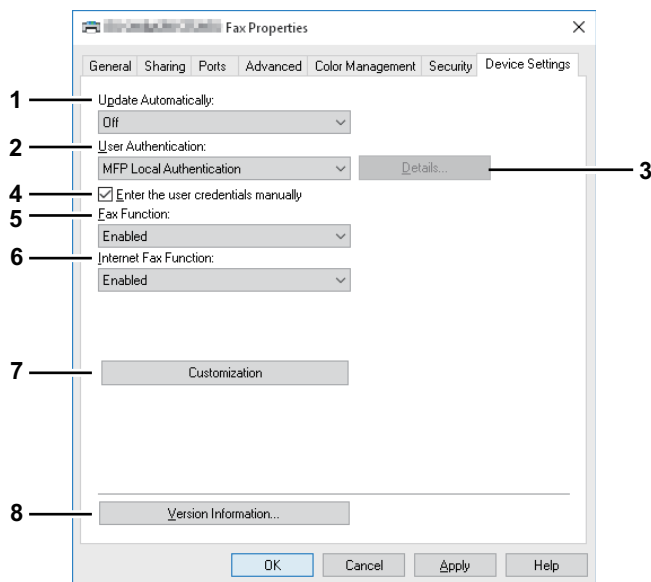 Fax Properties
General Sharing Ports Advanced Color Management Security Device Settings
1 Update Automatically:
Off
2 User Authentication:
MFP Local Authentication Details... 3
4 Enter the user credentials manually
5 Fax Function:
Enabled
6 Internet Fax Function:
Enabled
7 Customization
8 Version Information...
OK Cancel Apply Help